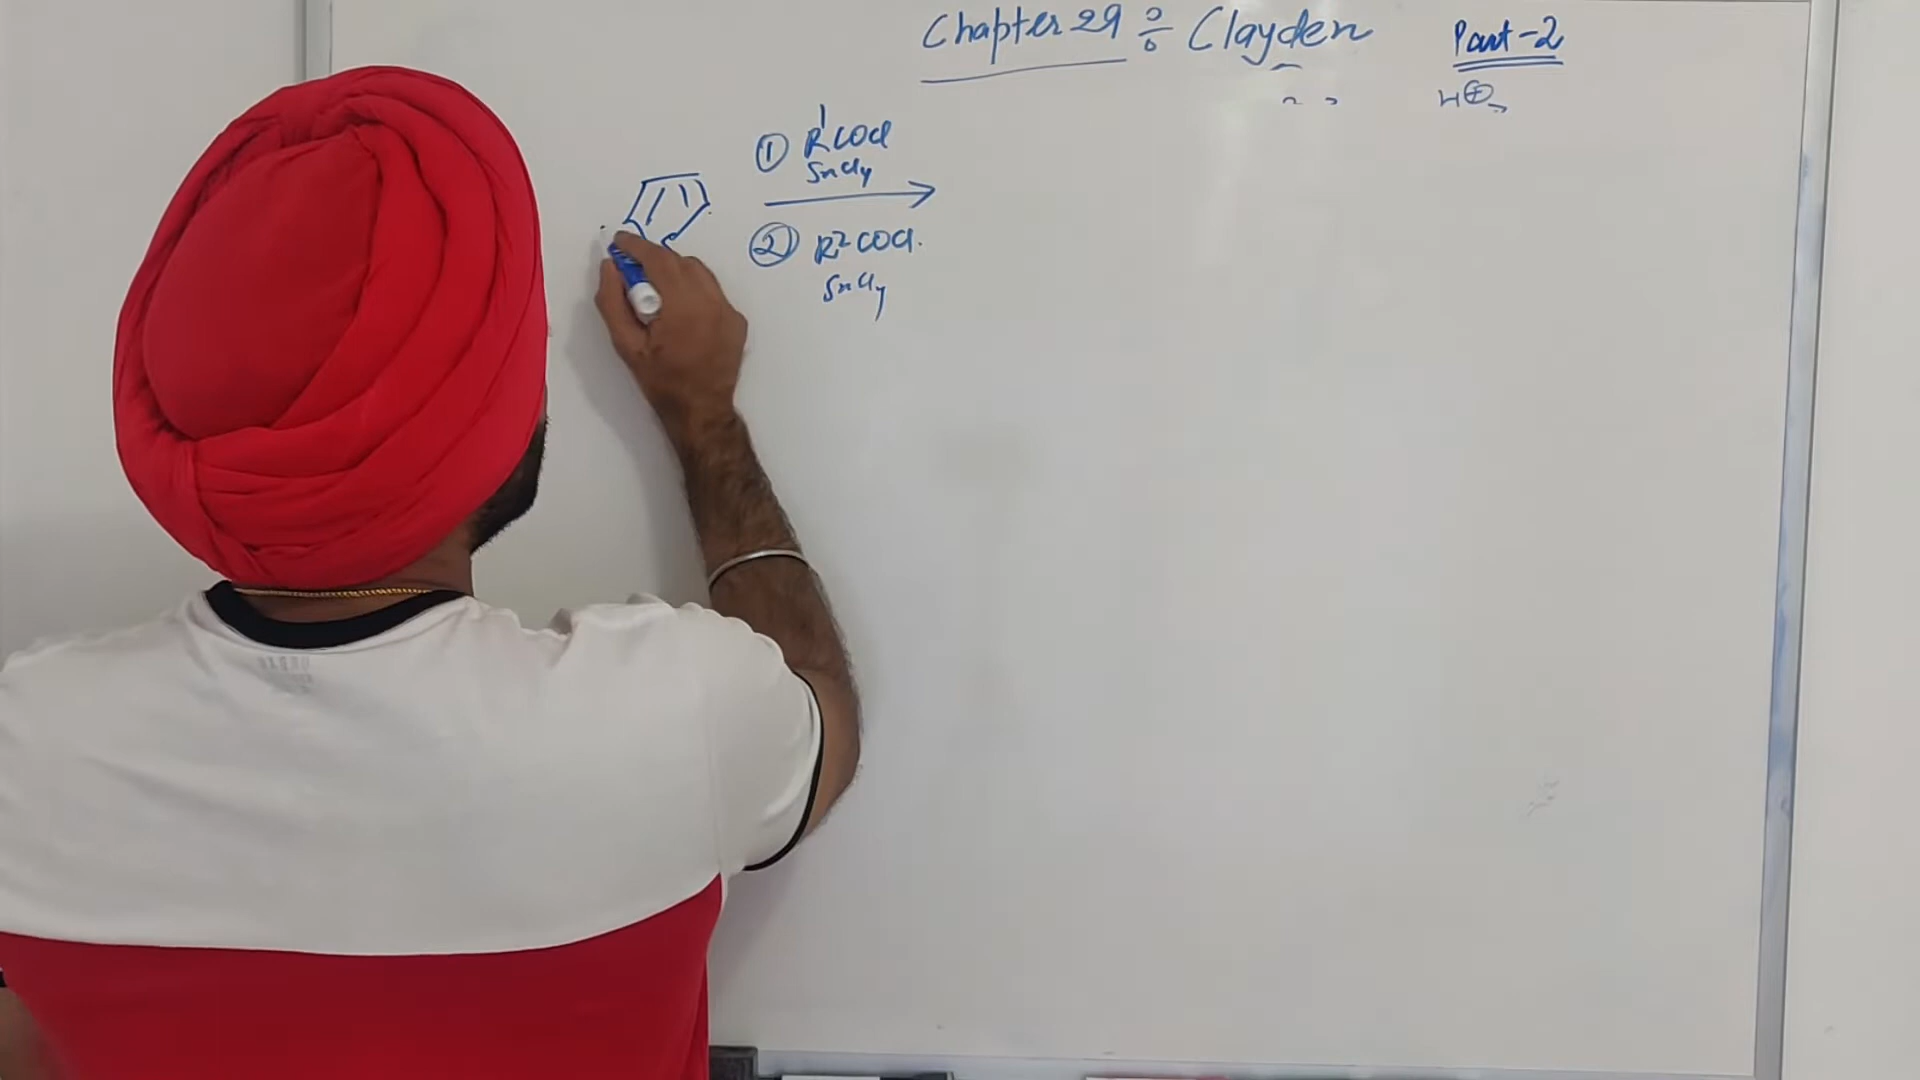 Chapter 29 ÷ Clayden Part-2
H⊕
① R¹COCl
SnCl4
② R²COCl.
SnCl4